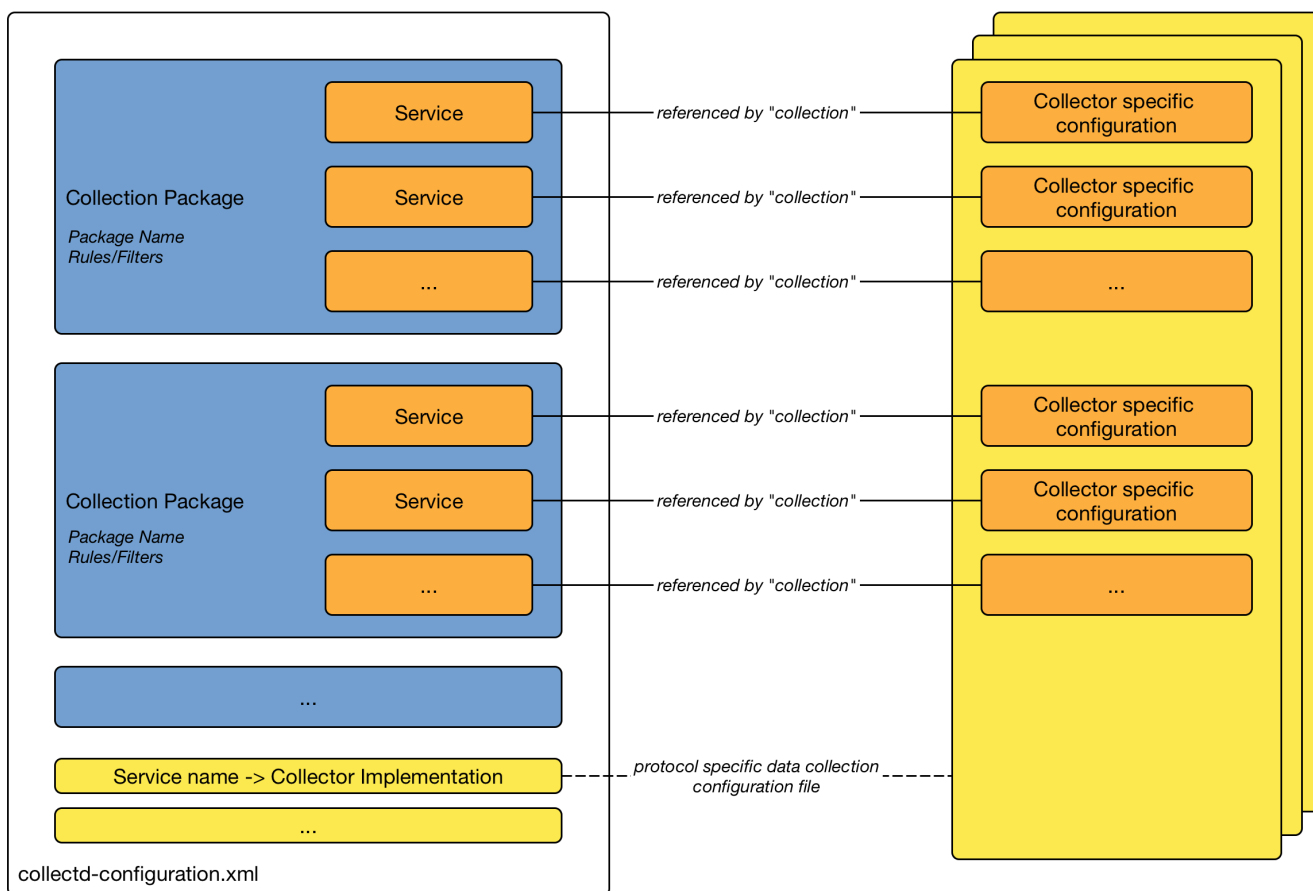 Service
referenced by "collection"
Collector specific
configuration
Collection Package
Package Name
Rules/Filters
Service
referenced by "collection"
Collector specific
configuration
...
referenced by "collection"
...
Service
referenced by "collection"
Collector specific
configuration
Collection Package
Package Name
Rules/Filters
Service
referenced by "collection"
Collector specific
configuration
...
referenced by "collection"
...
...
Service name -> Collector Implementation
protocol specific data collection
configuration file
...
collectd-configuration.xml